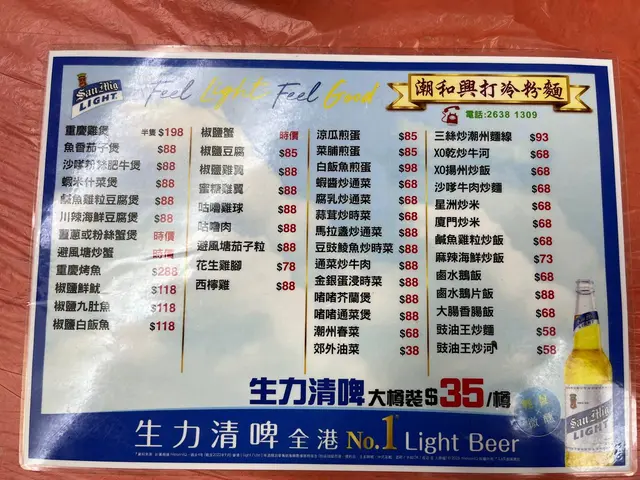 San Mig
LIGHT
Feel Light Feel Good
潮和興打冷粉麵
電話:2638 1309
重慶雞煲 半隻 $198
魚香茄子煲 $88
沙嗲粉絲肥牛煲 $88
蝦米什菜煲 $88
鹹魚雞粒豆腐煲 $88
川辣海鮮豆腐煲 $88
薑蔥或粉絲蟹煲 時價
避風塘炒蟹 時價
重慶烤魚 $288
椒鹽鮮魷 $118
椒鹽九肚魚 $118
椒鹽白飯魚 $118
椒鹽蟹 時價
椒鹽豆腐 $85
椒鹽雞翼 $88
蜜糖雞翼 $88
咕嚕雞球 $88
咕嚕肉 $88
避風塘茄子粒 $88
花生雞腳 $78
西檸雞 $88
涼瓜煎蛋 $85
菜脯煎蛋 $85
白飯魚煎蛋 $98
蝦醬炒通菜 $68
腐乳炒通菜 $68
蒜茸炒時菜 $68
馬拉盞炒通菜 $88
豆豉鯪魚炒時菜 $88
通菜炒牛肉 $88
金銀蛋浸時菜 $88
啫啫芥蘭煲 $88
啫啫通菜煲 $88
潮州春菜 $68
郊外油菜 $38
三絲炒潮州麵線 $93
XO乾炒牛河 $68
XO揚州炒飯 $68
沙嗲牛肉炒麵 $68
星洲炒米 $68
廈門炒米 $68
鹹魚雞粒炒飯 $68
麻辣海鮮炒飯 $73
鹵水鵝飯 $68
鹵水鵝片飯 $88
大腸香腸飯 $68
豉油王炒麵 $58
豉油王炒河 $58
生力清啤 大樽裝$35/樽
生力清啤 全港 No.1 Light Beer
San Mig
LIGHT